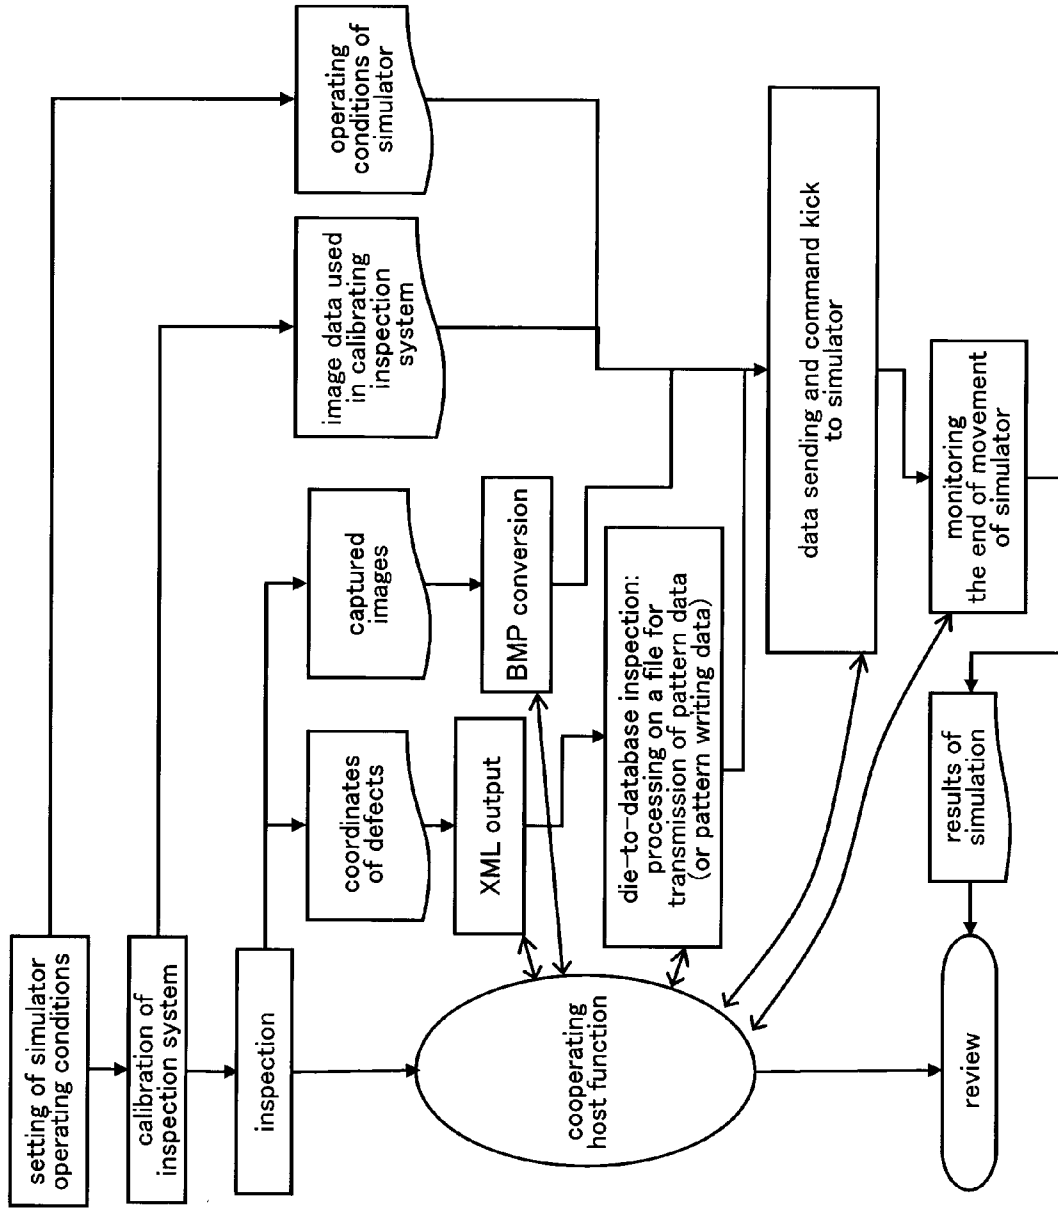 setting of simulator
operating conditions
calibration of
inspection system
inspection
cooperating
host function
review
coordinates
of defects
XML output
captured
images
BMP conversion
die-to-database inspection:
processing on a file for
transmission of pattern data
(or pattern writing data)
image data used
in calibrating
inspection
system
operating
conditions of
simulator
data sending and command kick
to simulator
monitoring
the end of movement
of simulator
results of
simulation